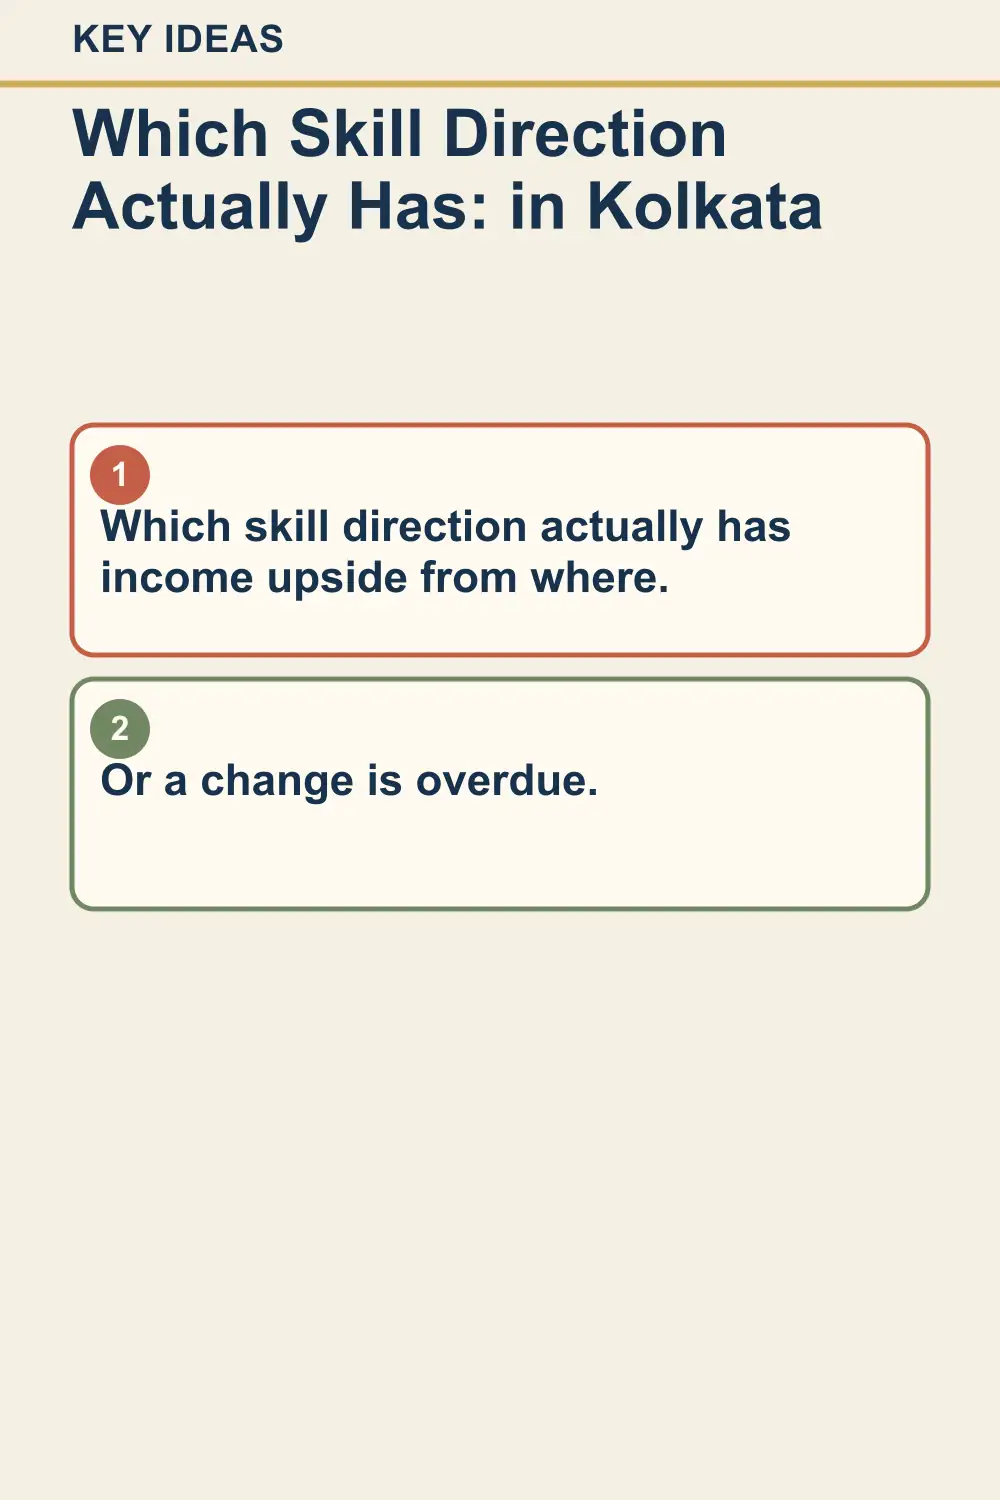 KEY IDEAS
Which Skill Direction
Actually Has: in Kolkata
1
Which skill direction actually has
income upside from where.
2
Or a change is overdue.